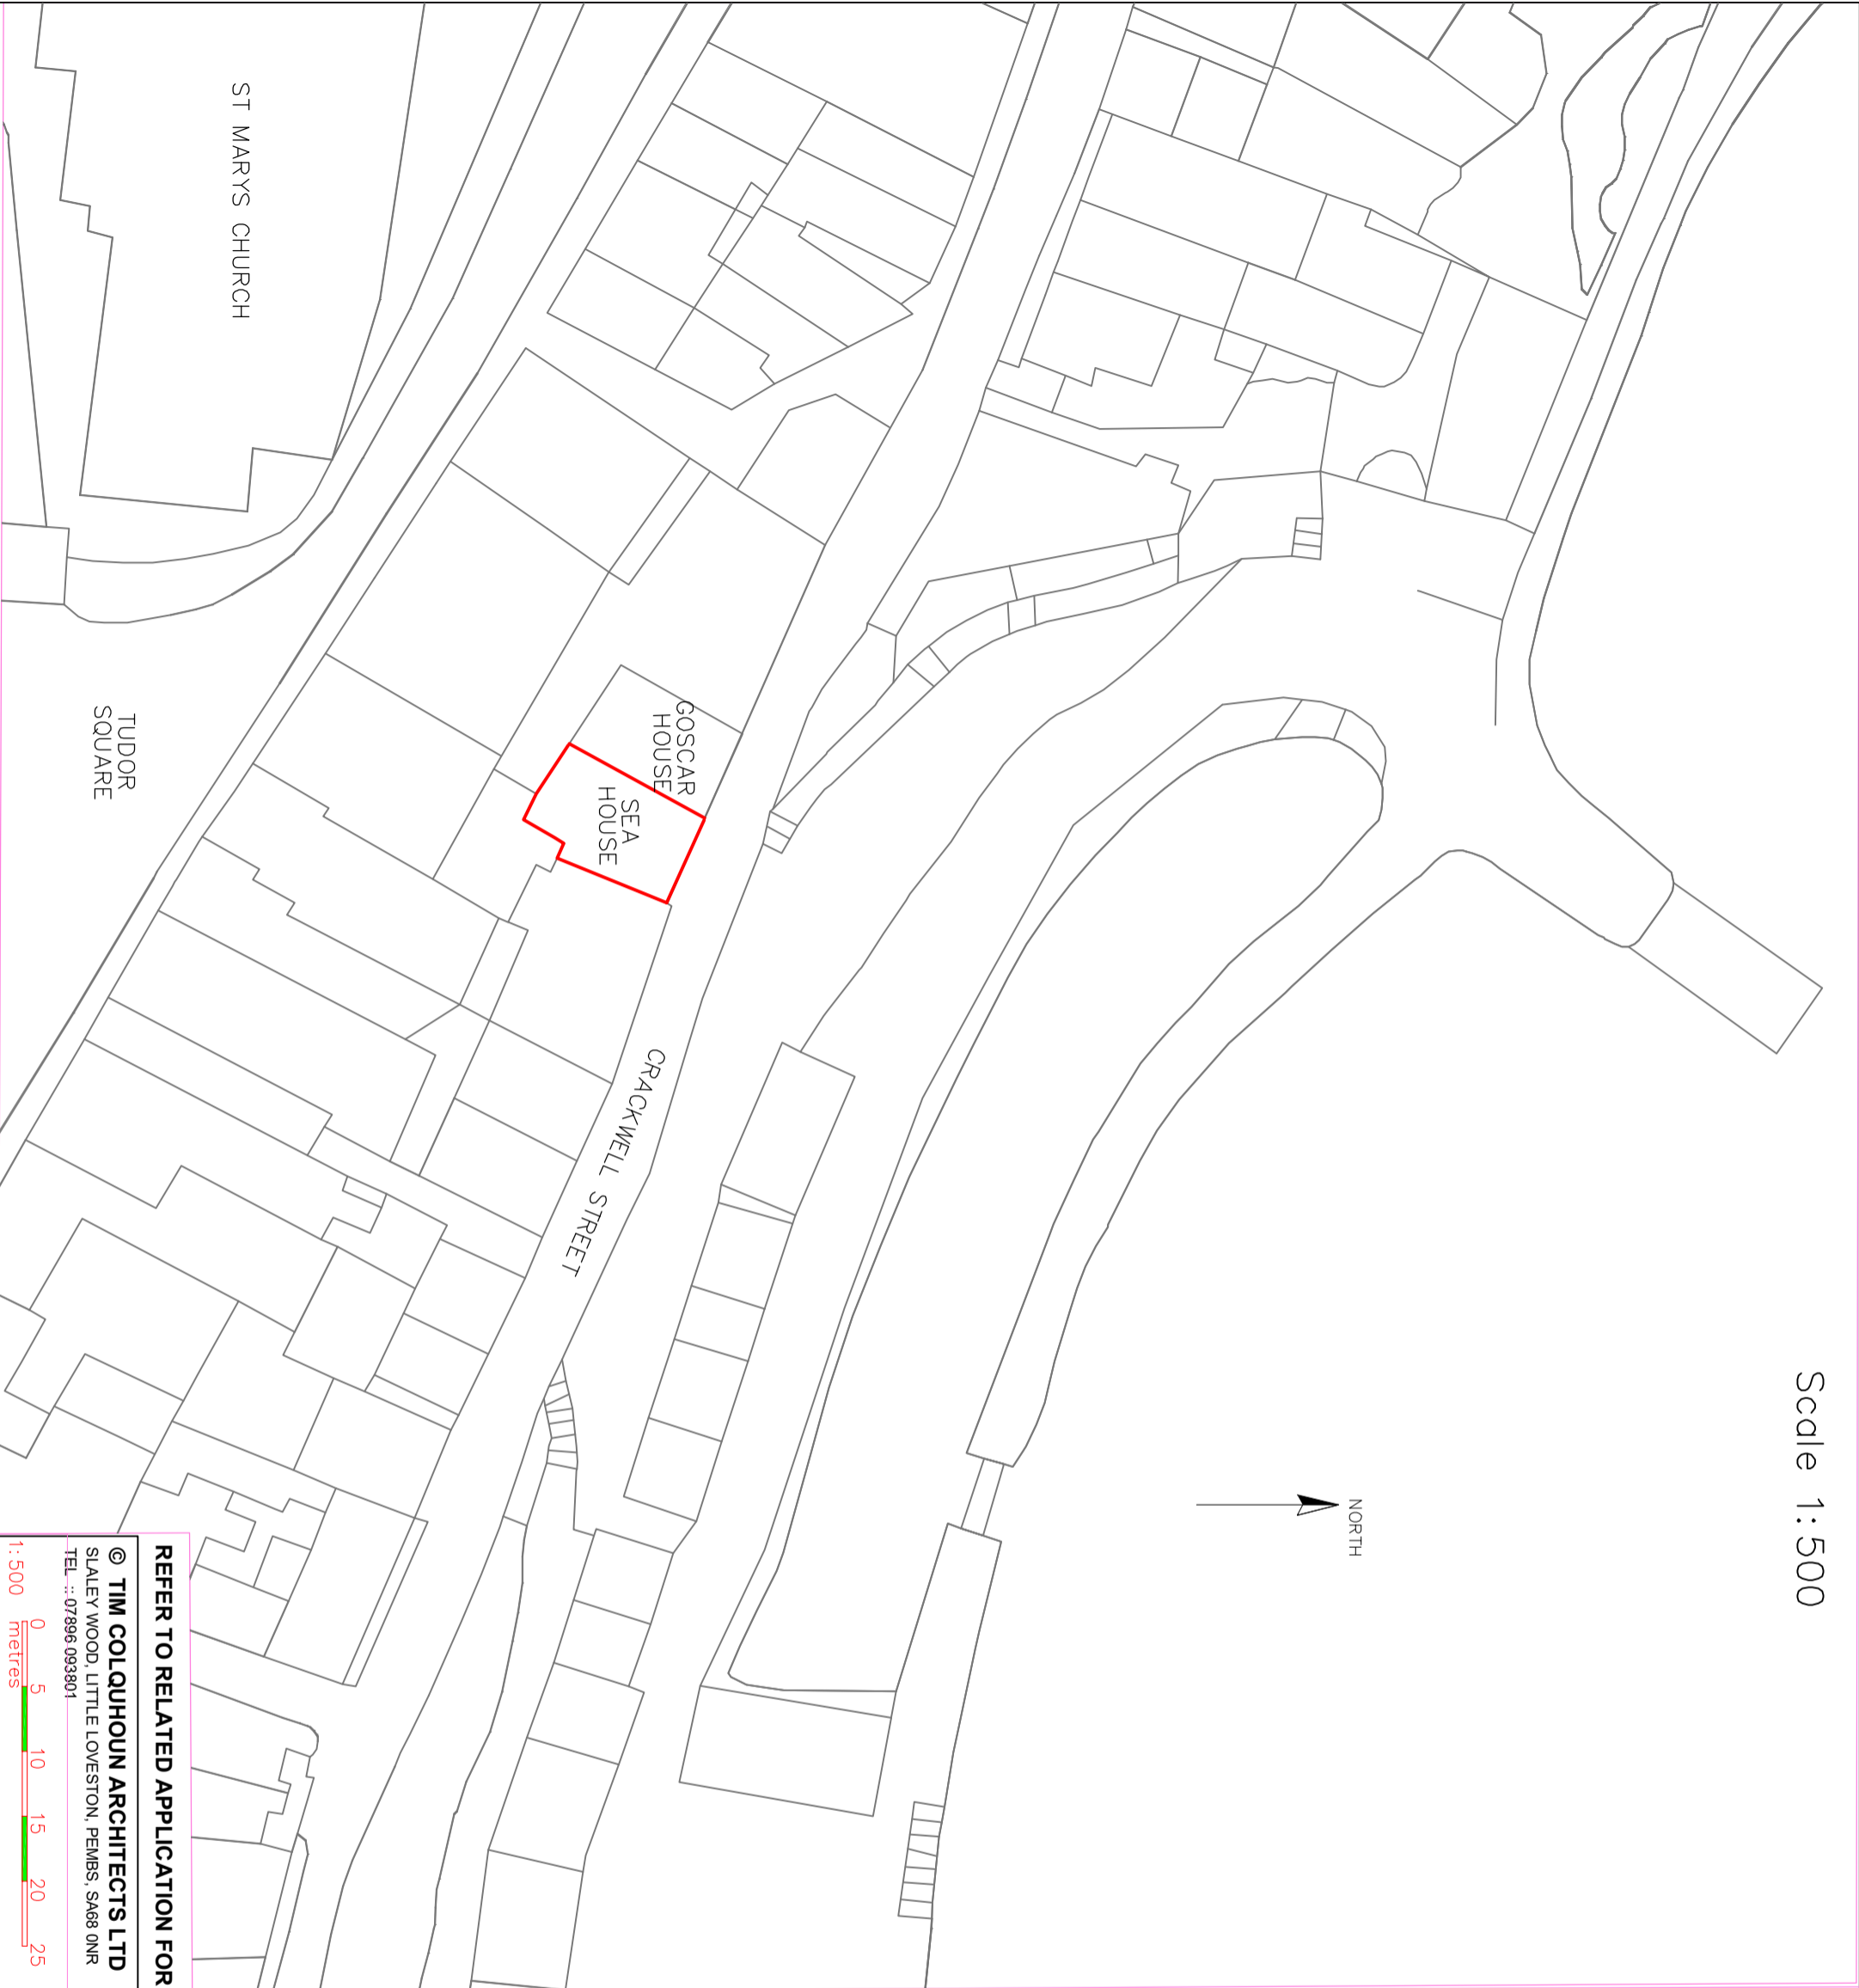 Scale 1:500
NORTH
ST MARYS CHURCH
GOSCAR
HOUSE
SEA
HOUSE
TUDOR
SQUARE
CRACKWELL STREET
REFER TO RELATED APPLICATION FOR
© TIM COLQUHOUN ARCHITECTS LTD
SLALEY WOOD, LITTLE LOVESTON, PEMBS, SA68 0NR
TEL :: 07896 093801
0 5 10 15 20 25
1:500 metres